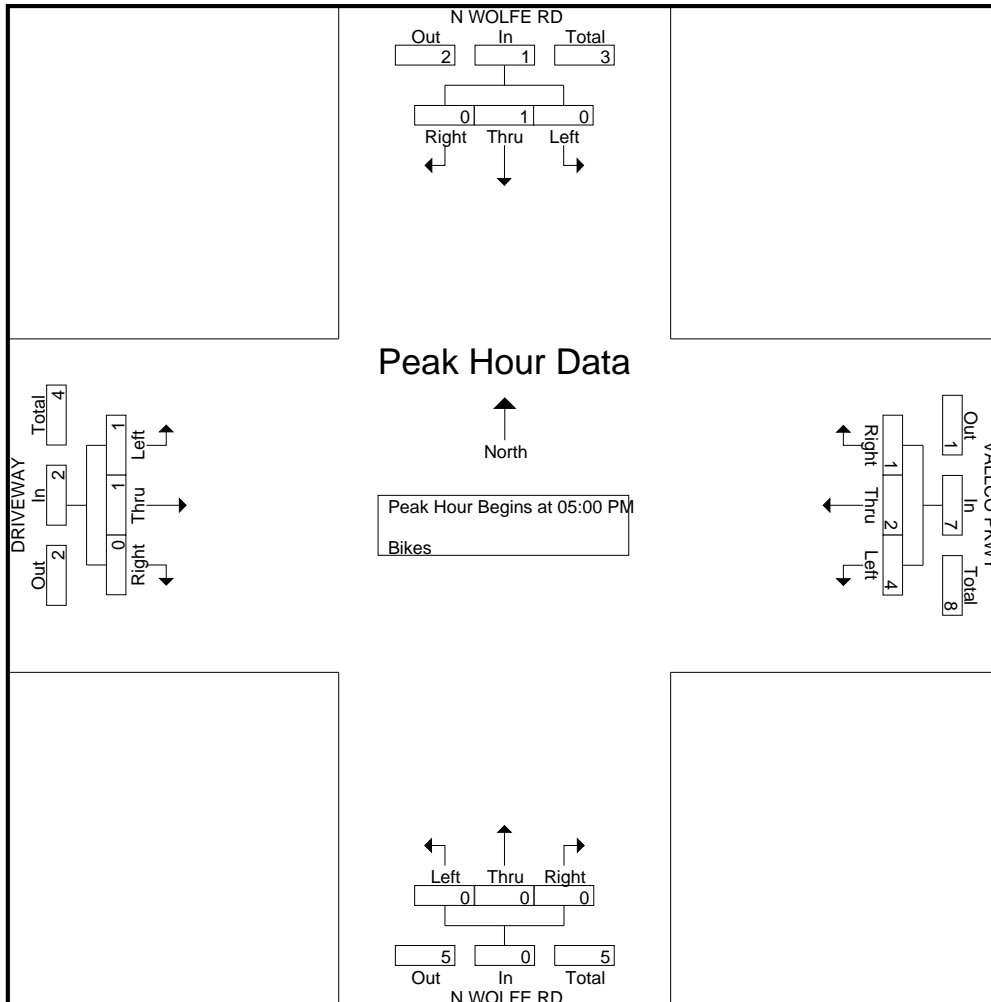 N WOLFE RD
Out In Total
2 1 3
0 1 0
Right Thru Left
Peak Hour Data
North
Peak Hour Begins at 05:00 PM
Bikes
DRIVEWAY
Out In Total
2 2 4
Right Thru Left
0 1 1
VALLCO PKWY
Out In Total
1 7 8
Right Thru Left
1 2 4
Left Thru Right
0 0 0
5 0 5
Out In Total
N WOLFE RD